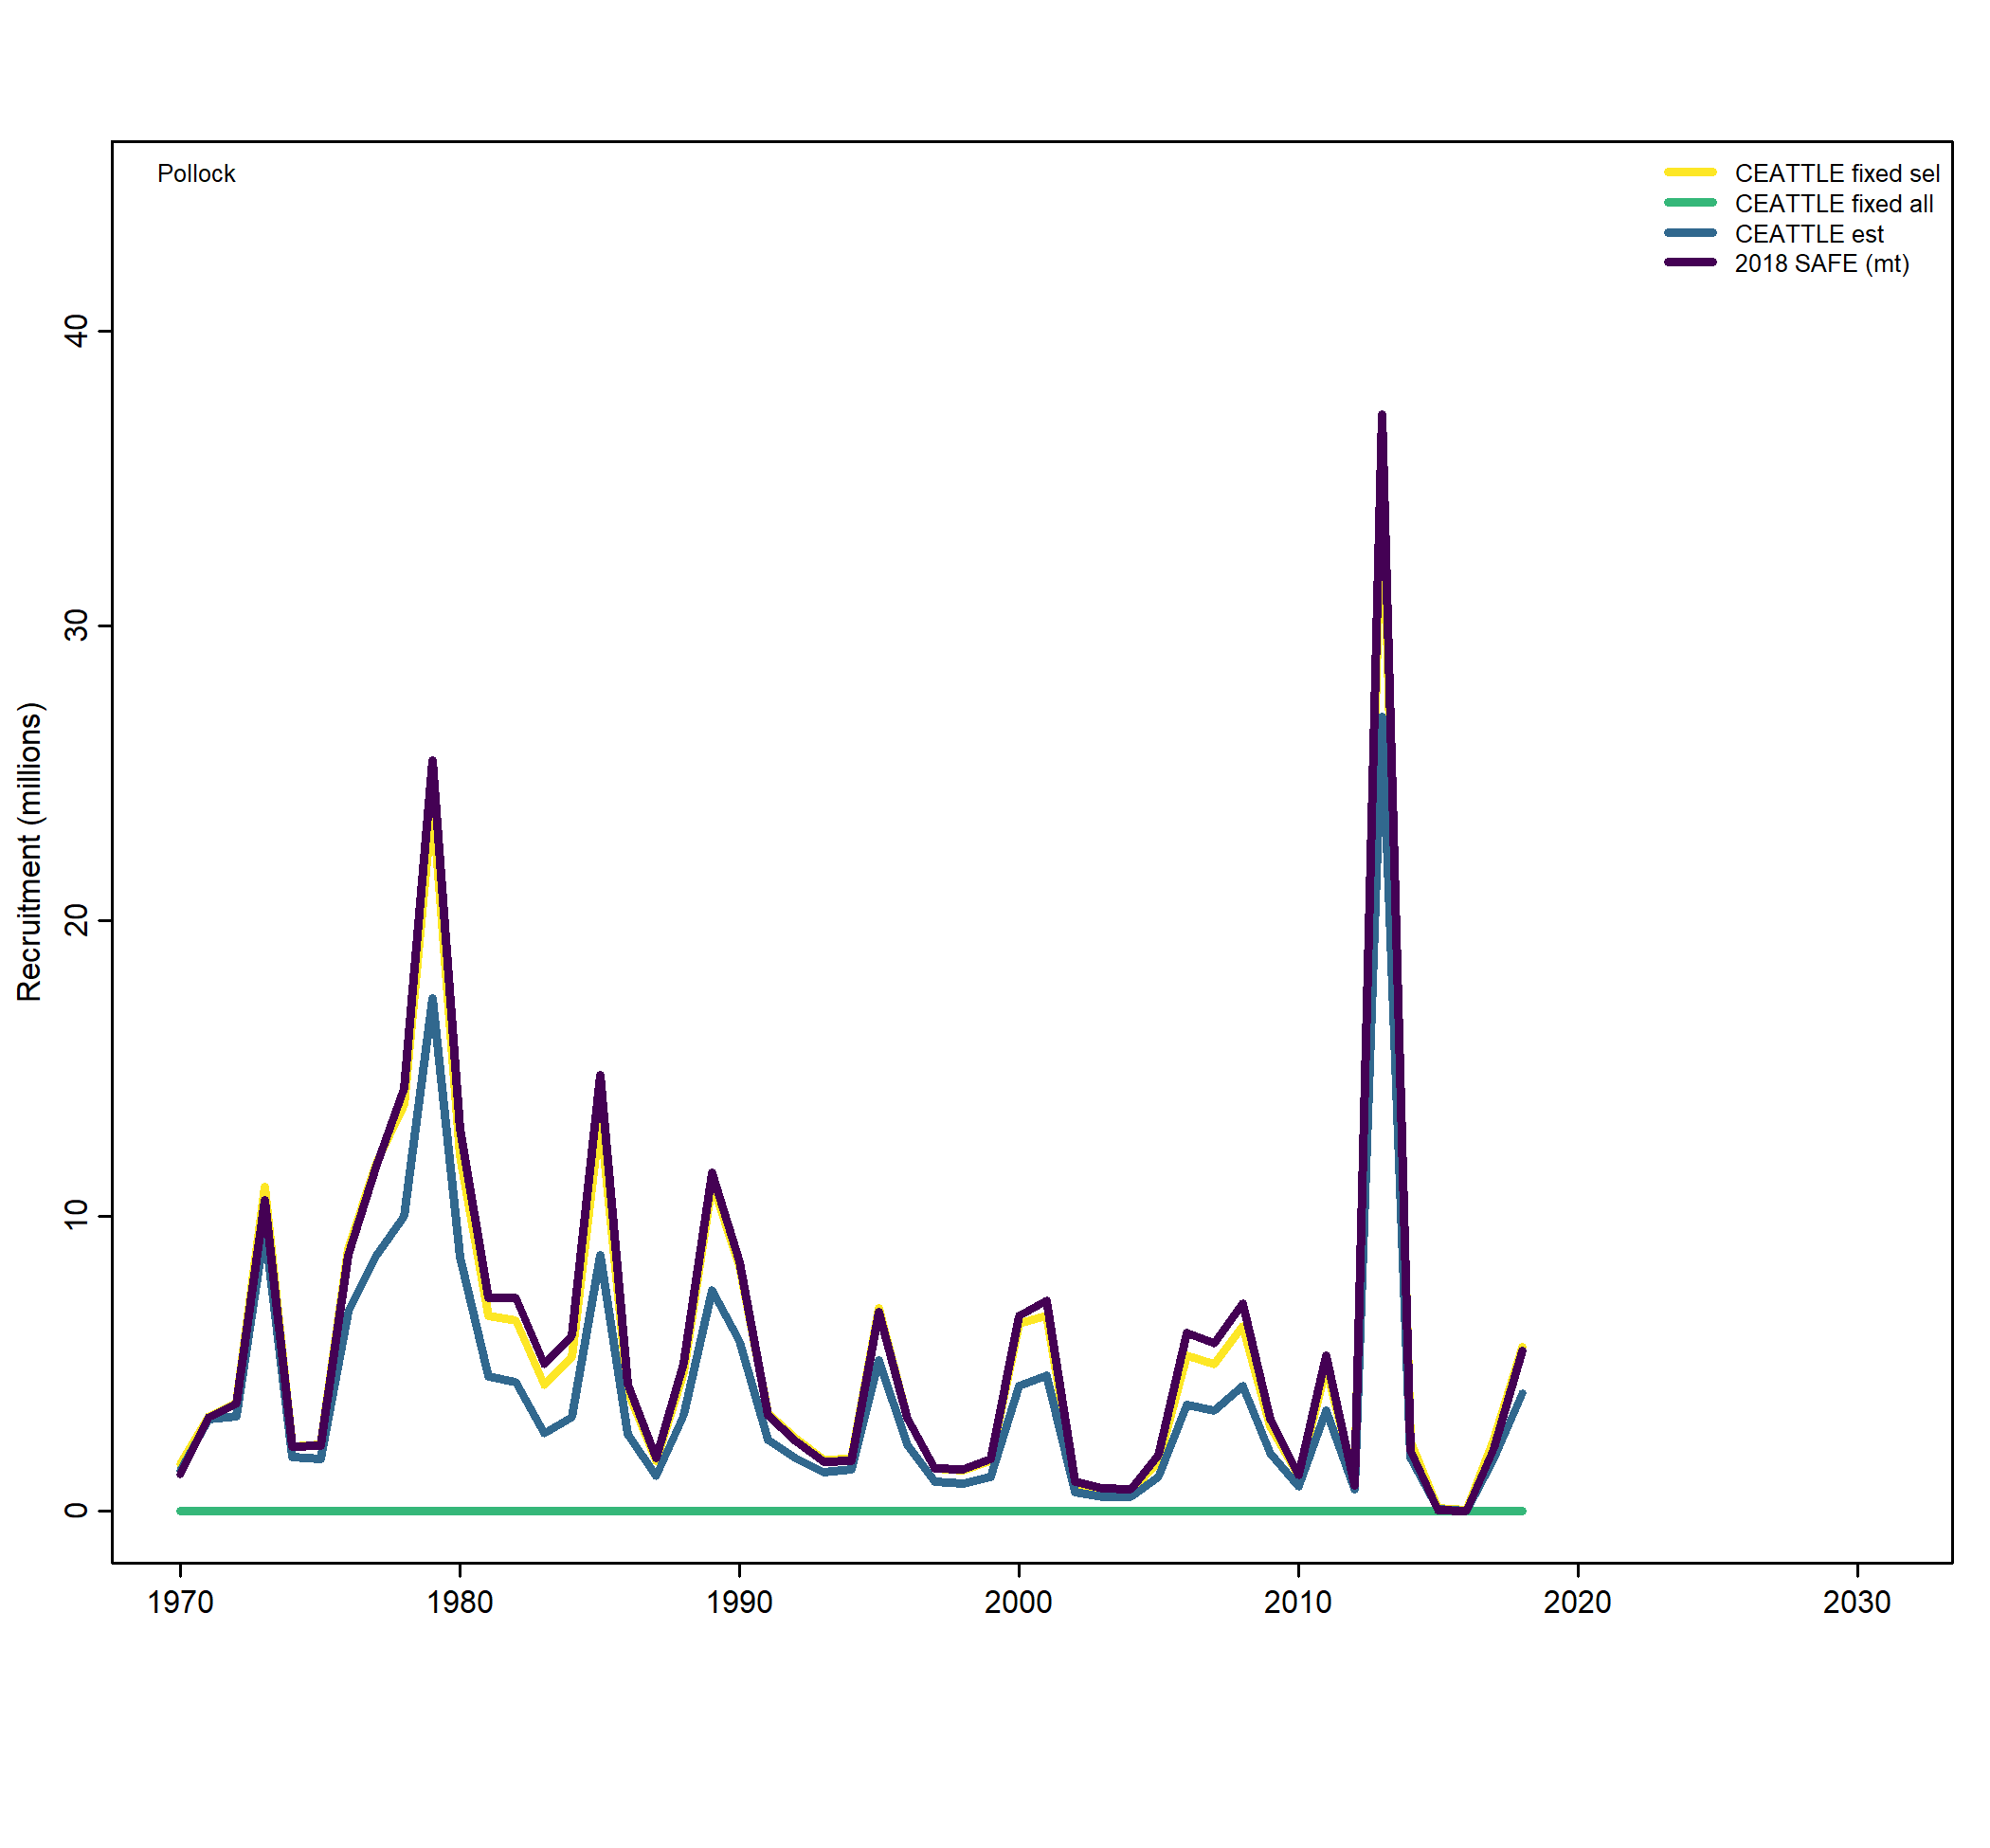 Pollock
CEATTLE fixed sel
CEATTLE fixed all
CEATTLE est
2018 SAFE (mt)
Recruitment (millions)
40
30
20
10
0
1970 1980 1990 2000 2010 2020 2030